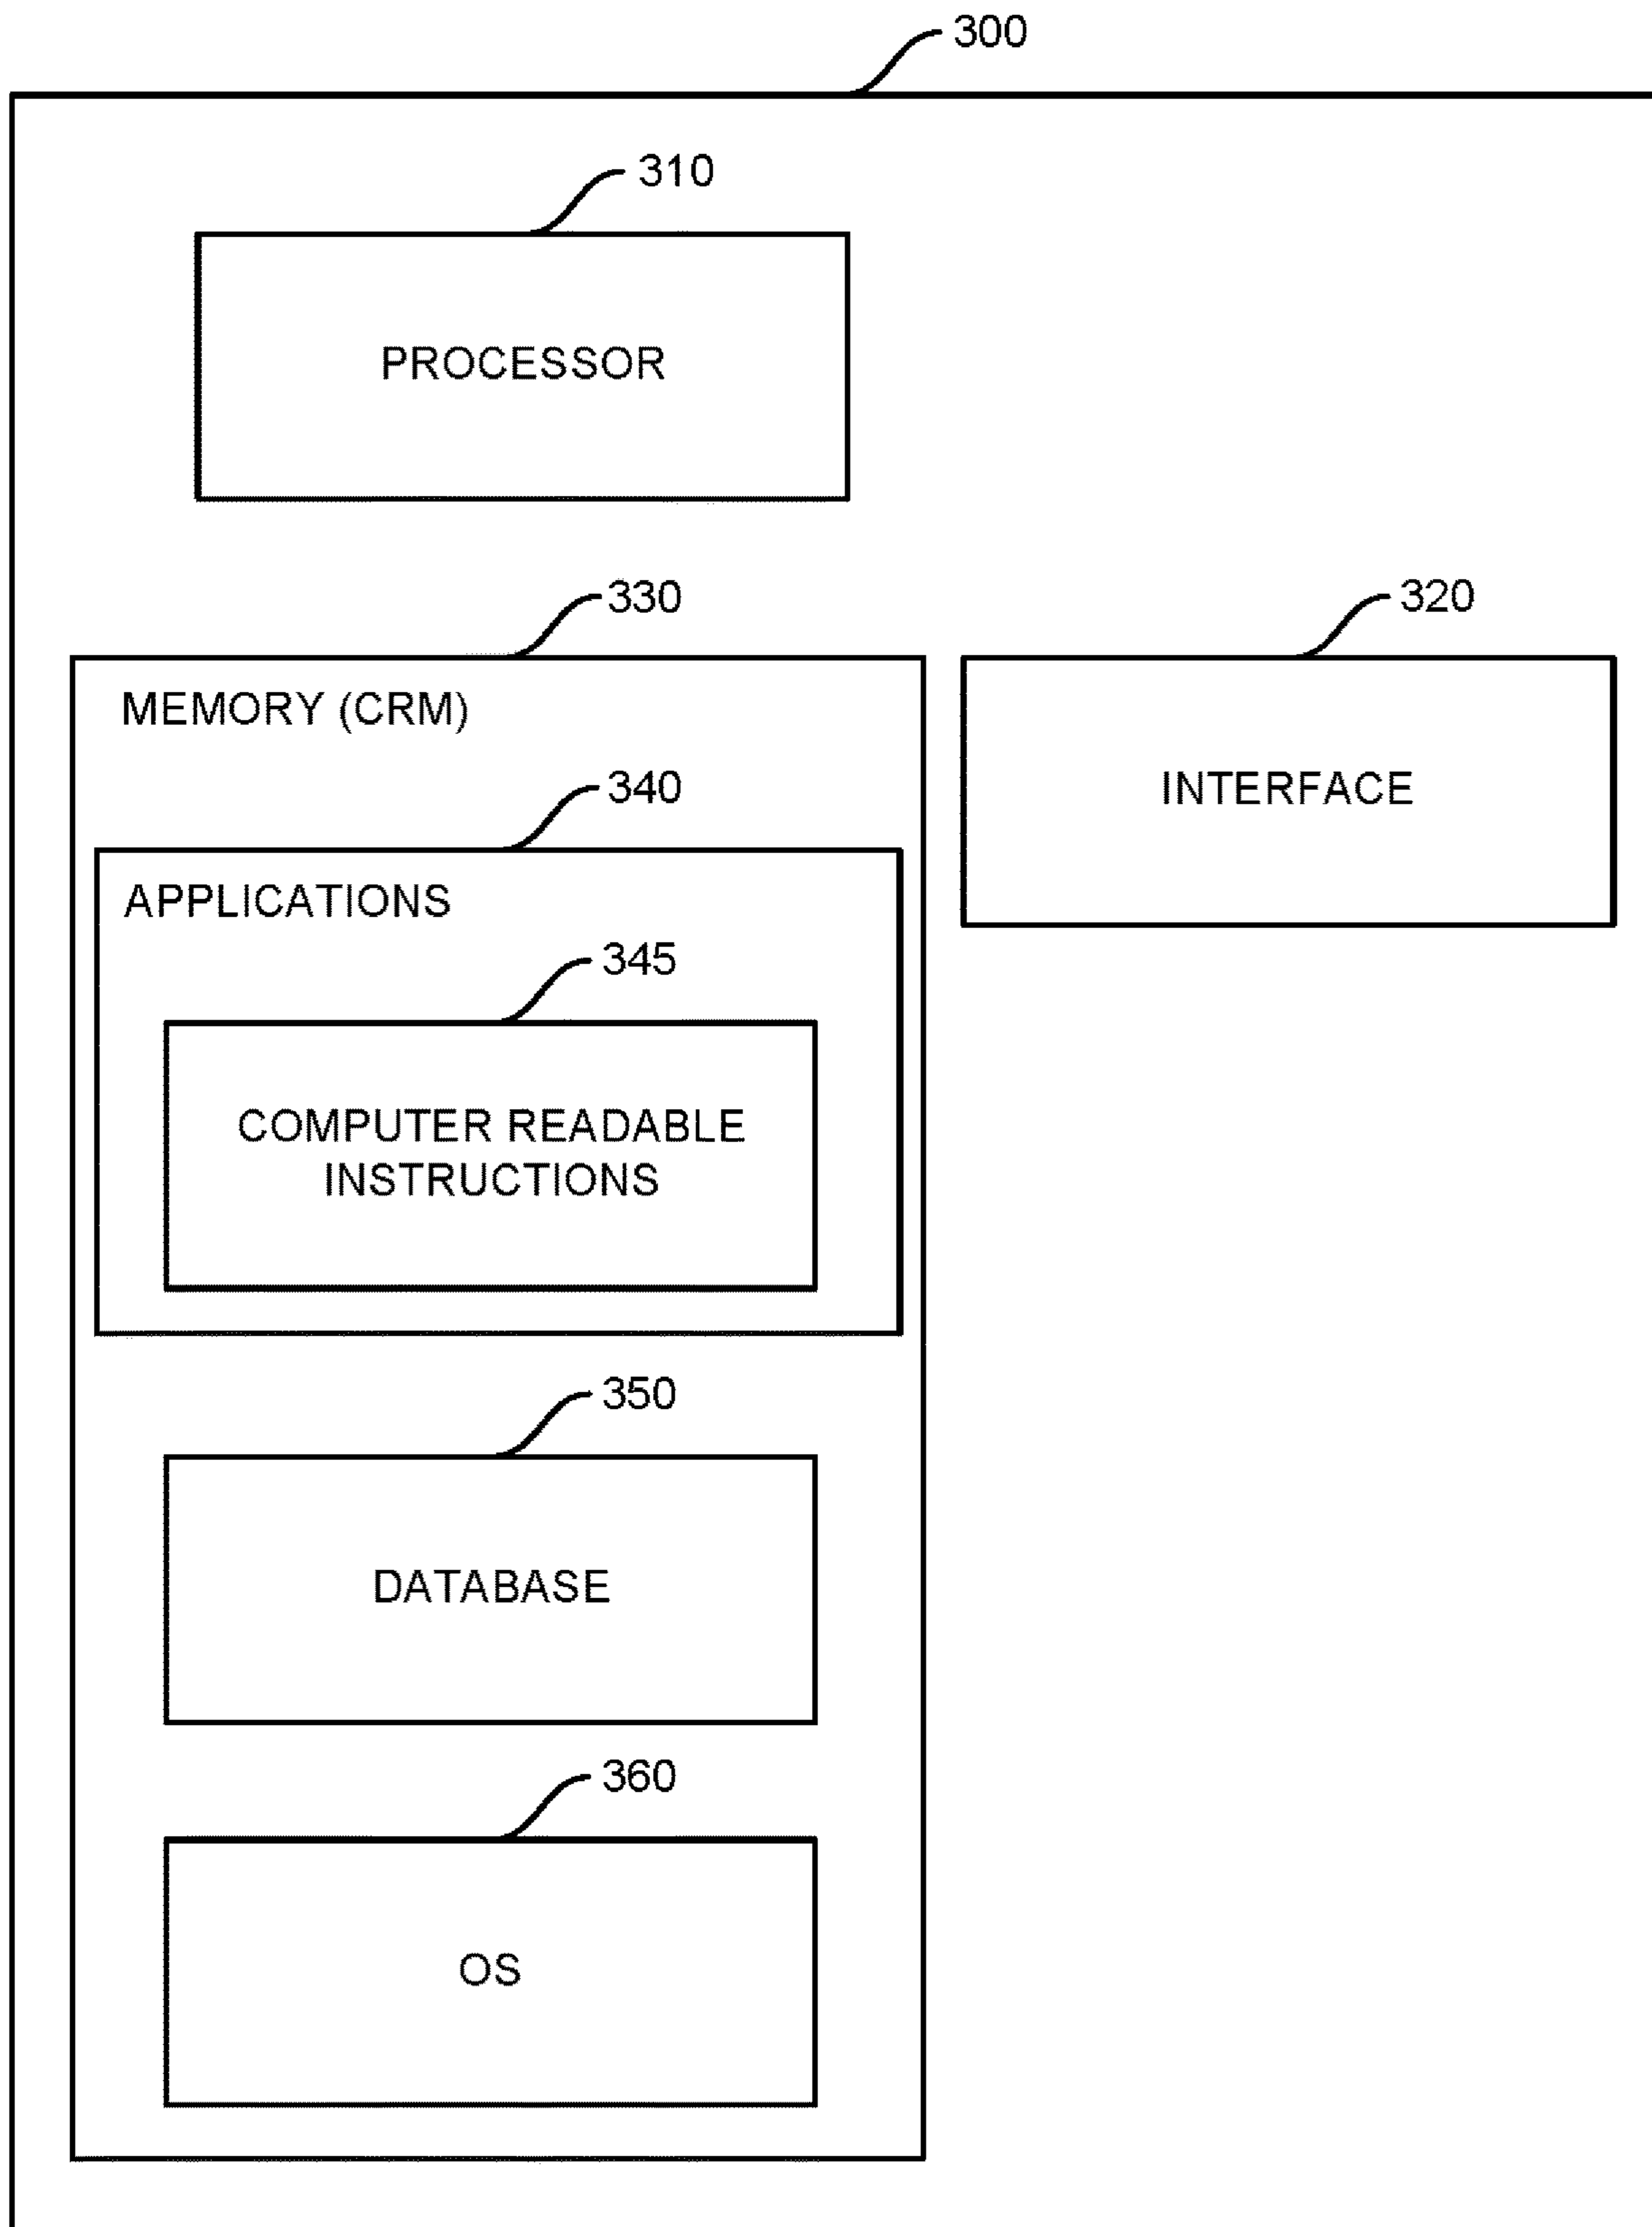 300
310
PROCESSOR
330
320
MEMORY (CRM)
INTERFACE
340
APPLICATIONS
345
COMPUTER READABLE
INSTRUCTIONS
350
DATABASE
360
OS